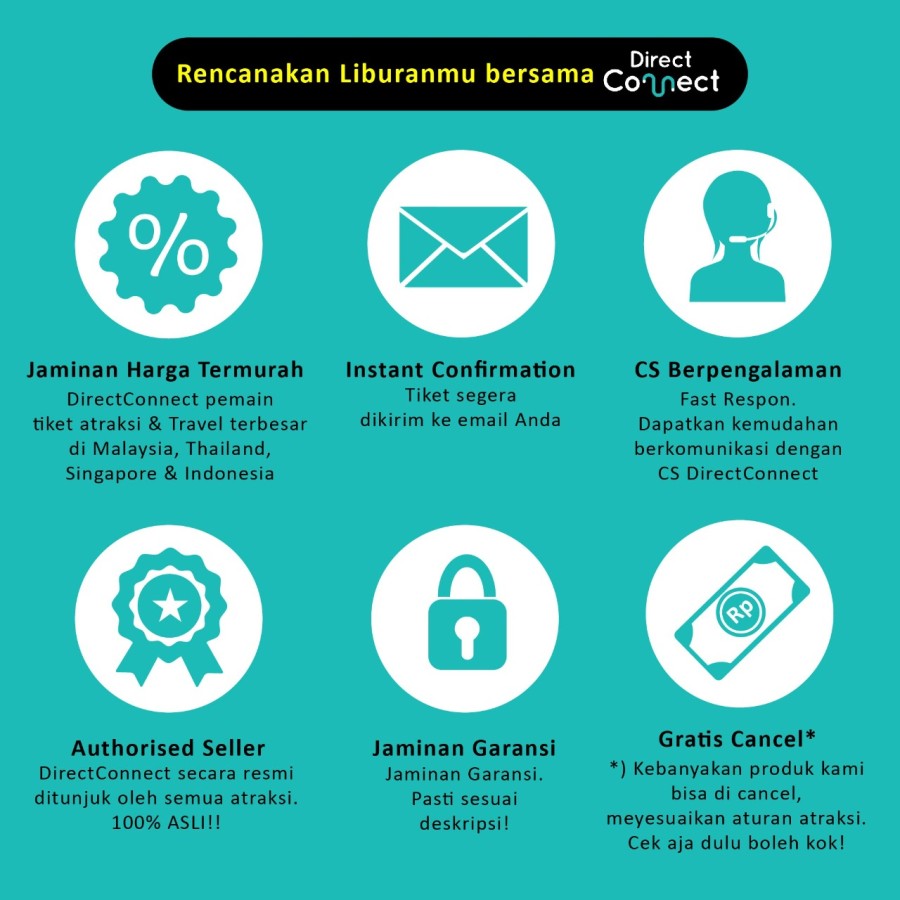 Rencanakan Liburanmu bersama Direct Connect
%
Jaminan Harga Termurah
DirectConnect pemain
tiket atraksi & Travel terbesar
di Malaysia, Thailand,
Singapore & Indonesia
Instant Confirmation
Tiket segera
dikirim ke email Anda
CS Berpengalaman
Fast Respon.
Dapatkan kemudahan
berkomunikasi dengan
CS DirectConnect
Authorised Seller
DirectConnect secara resmi
ditunjuk oleh semua atraksi.
100% ASLI!!
Jaminan Garansi
Jaminan Garansi.
Pasti sesuai
deskripsi!
Rp
Gratis Cancel*
*) Kebanyakan produk kami
bisa di cancel,
meyesuaikan aturan atraksi.
Cek aja dulu boleh kok!